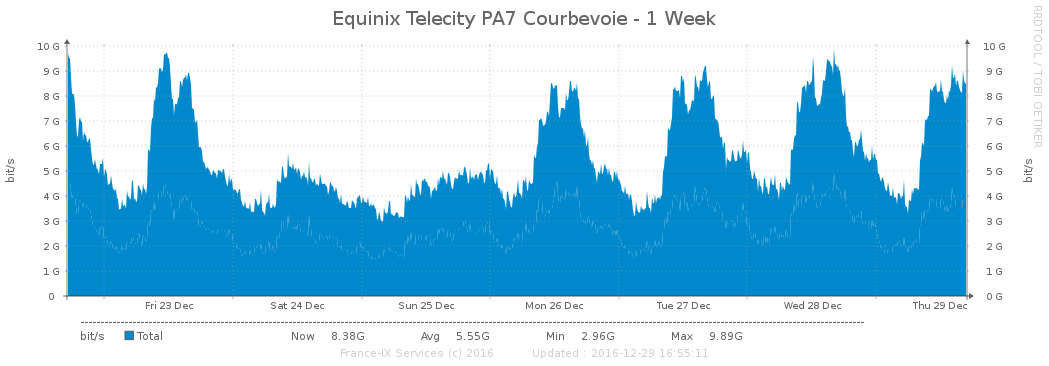 Equinix Telecity PA7 Courbevoie - 1 Week
RRDTOOL / TOBI OETIKER
10 G 10 G
9 G 9 G
8 G 8 G
7 G 7 G
6 G 6 G
5 G 5 G
4 G 4 G
3 G 3 G
2 G 2 G
1 G 1 G
0 0 G
bit/s
bit/s
Fri 23 Dec Sat 24 Dec Sun 25 Dec Mon 26 Dec Tue 27 Dec Wed 28 Dec Thu 29 Dec
bit/s Total Now 8.38G Avg 5.55G Min 2.96G Max 9.89G
France-IX Services (c) 2016 Updated : 2016-12-29 16:55:11